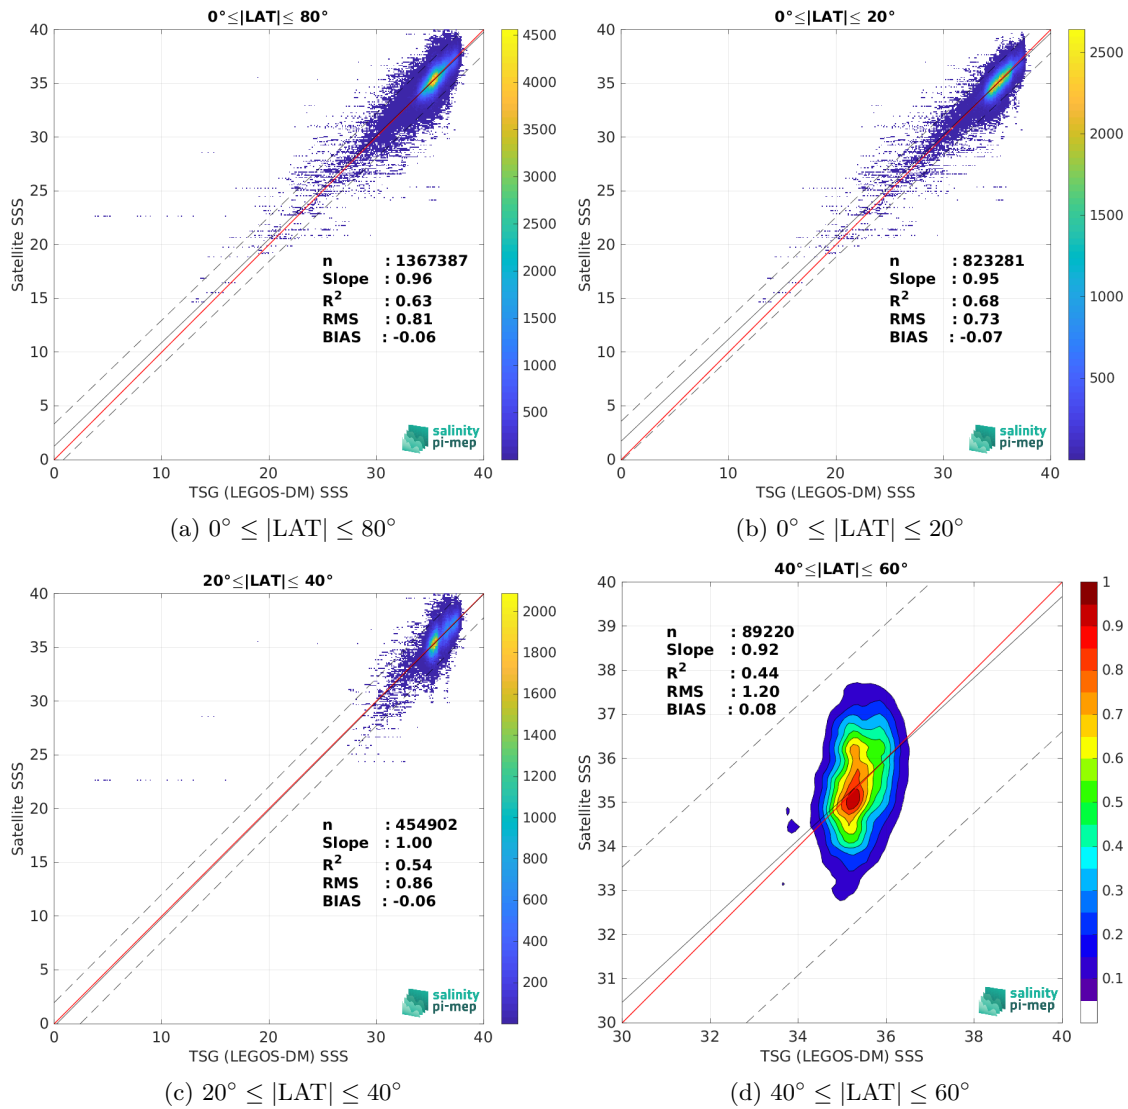 0°≤|LAT|≤ 80°
Satellite SSS
40
35
30
25
20
15
10
5
0
n : 1367387
Slope : 0.96
R² : 0.63
RMS : 0.81
BIAS : -0.06
salinity
pi-mep
0 10 20 30 40
TSG (LEGOS-DM) SSS
4500
4000
3500
3000
2500
2000
1500
1000
500
(a) 0° ≤ |LAT| ≤ 80°
0°≤|LAT|≤ 20°
Satellite SSS
40
35
30
25
20
15
10
5
0
n : 823281
Slope : 0.95
R² : 0.68
RMS : 0.73
BIAS : -0.07
salinity
pi-mep
0 10 20 30 40
TSG (LEGOS-DM) SSS
2500
2000
1500
1000
500
(b) 0° ≤ |LAT| ≤ 20°
20°≤|LAT|≤ 40°
Satellite SSS
40
35
30
25
20
15
10
5
0
n : 454902
Slope : 1.00
R² : 0.54
RMS : 0.86
BIAS : -0.06
salinity
pi-mep
0 10 20 30 40
TSG (LEGOS-DM) SSS
2000
1800
1600
1400
1200
1000
800
600
400
200
(c) 20° ≤ |LAT| ≤ 40°
40°≤|LAT|≤ 60°
Satellite SSS
40
39
38
37
36
35
34
33
32
31
30
n : 89220
Slope : 0.92
R² : 0.44
RMS : 1.20
BIAS : 0.08
salinity
pi-mep
30 32 34 36 38 40
TSG (LEGOS-DM) SSS
1
0.9
0.8
0.7
0.6
0.5
0.4
0.3
0.2
0.1
(d) 40° ≤ |LAT| ≤ 60°